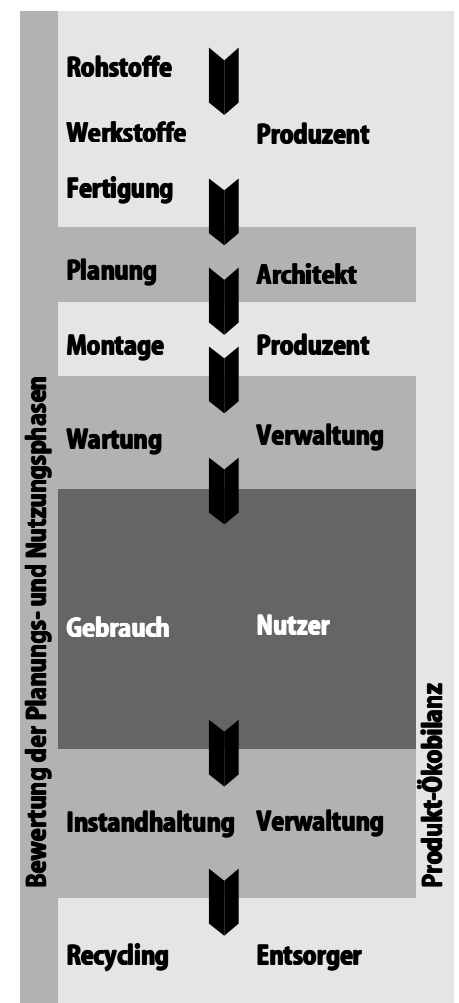 Rohstoffe
Werkstoffe Produzent
Fertigung
Planung Architekt
Montage Produzent
Wartung Verwaltung
Gebrauch Nutzer
Instandhaltung Verwaltung
Recycling Entsorger
Bewertung der Planungs- und Nutzungsphasen
Produkt-Ökobilanz